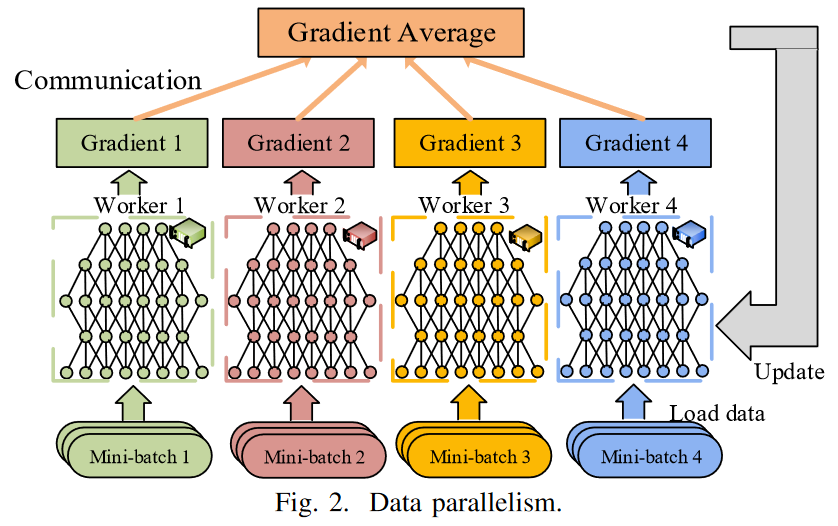 Gradient Average
Communication
Gradient 1
Gradient 2
Gradient 3
Gradient 4
Worker 1
Worker 2
Worker 3
Worker 4
Update
Load data
Mini-batch 1
Mini-batch 2
Mini-batch 3
Mini-batch 4
Fig. 2. Data parallelism.